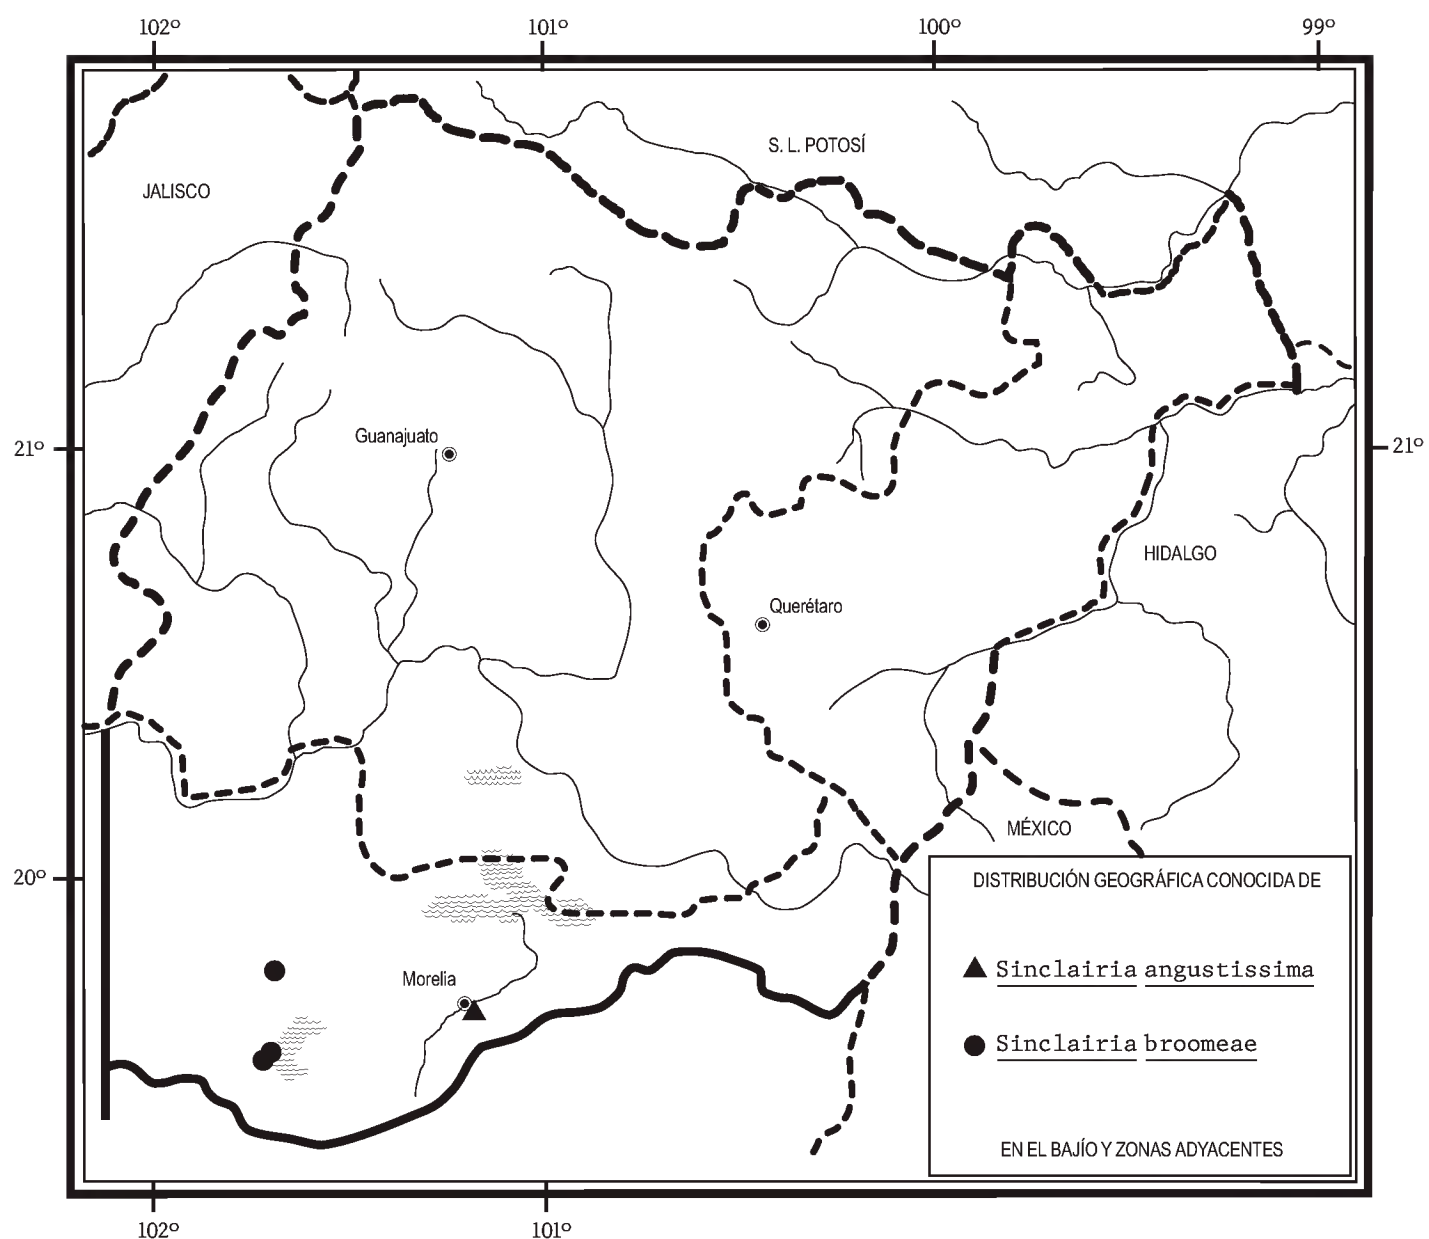 102º 101º 100º 99º
S. L. POTOSÍ
JALISCO
Guanajuato
21º 21º
HIDALGO
Querétaro
MÉXICO
20º
DISTRIBUCIÓN GEOGRÁFICA CONOCIDA DE
Sinclairia angustissima
Morelia
Sinclairia broomeae
EN EL BAJÍO Y ZONAS ADYACENTES
102º 101º